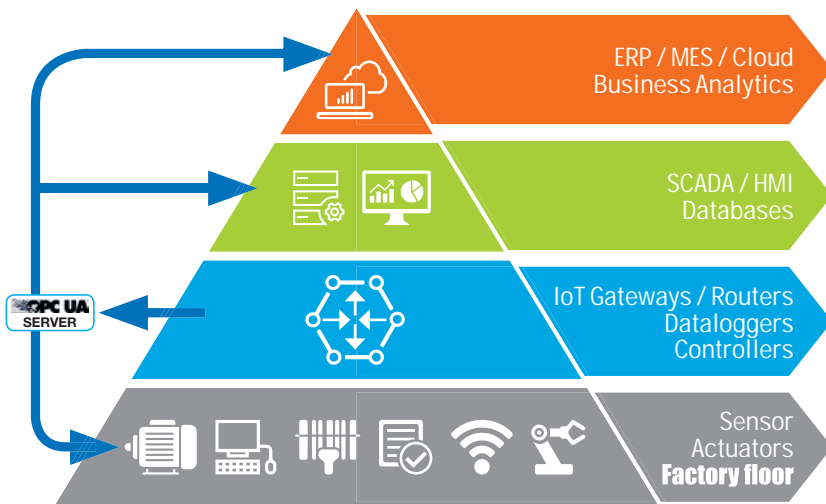 ERP / MES / Cloud
Business Analytics
SCADA / HMI
Databases
IoT Gateways / Routers
Dataloggers
Controllers
OPC UA
SERVER
Sensor
Actuators
Factory floor